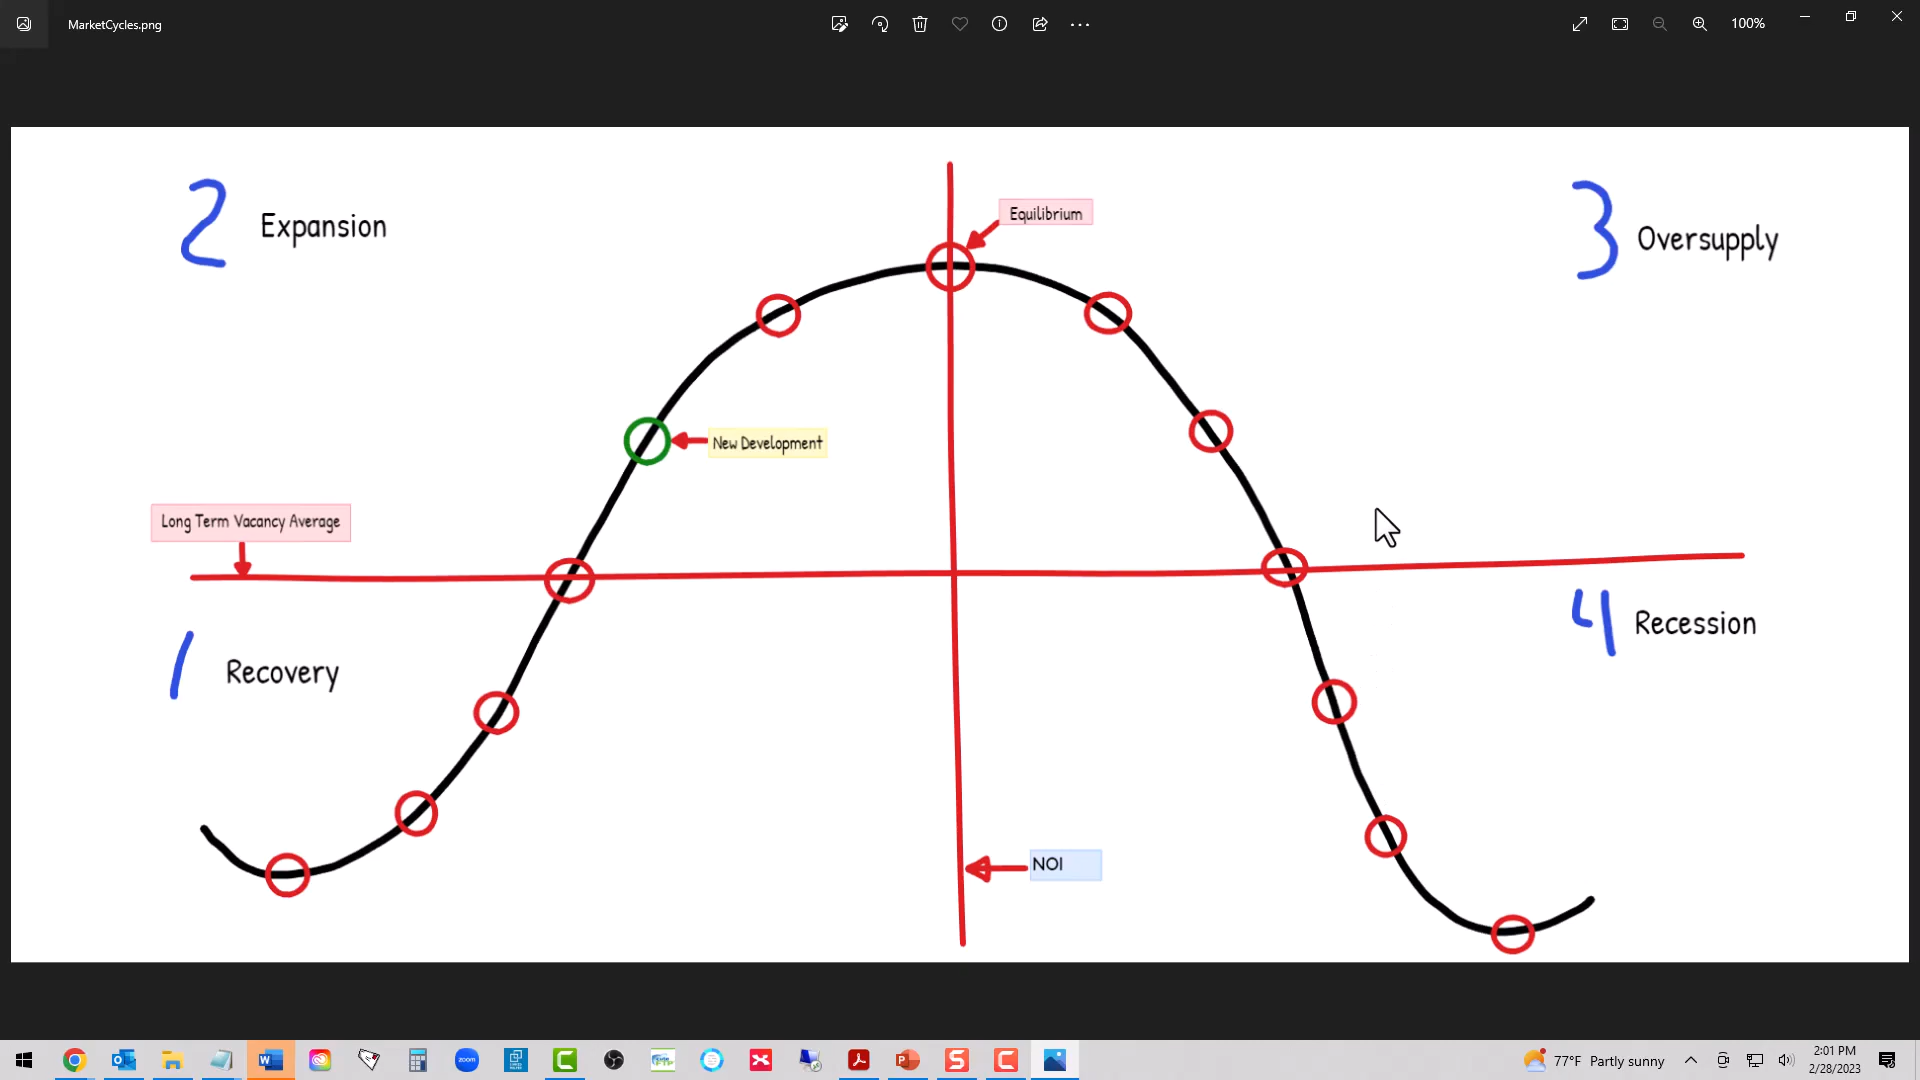 MarketCycles.png
100%
2
Expansion
Equilibrium
3
Oversupply
New Development
Long Term Vacancy Average
1
Recovery
4
Recession
NOI
zoom
77°F Partly sunny
2:01 PM
2/28/2023